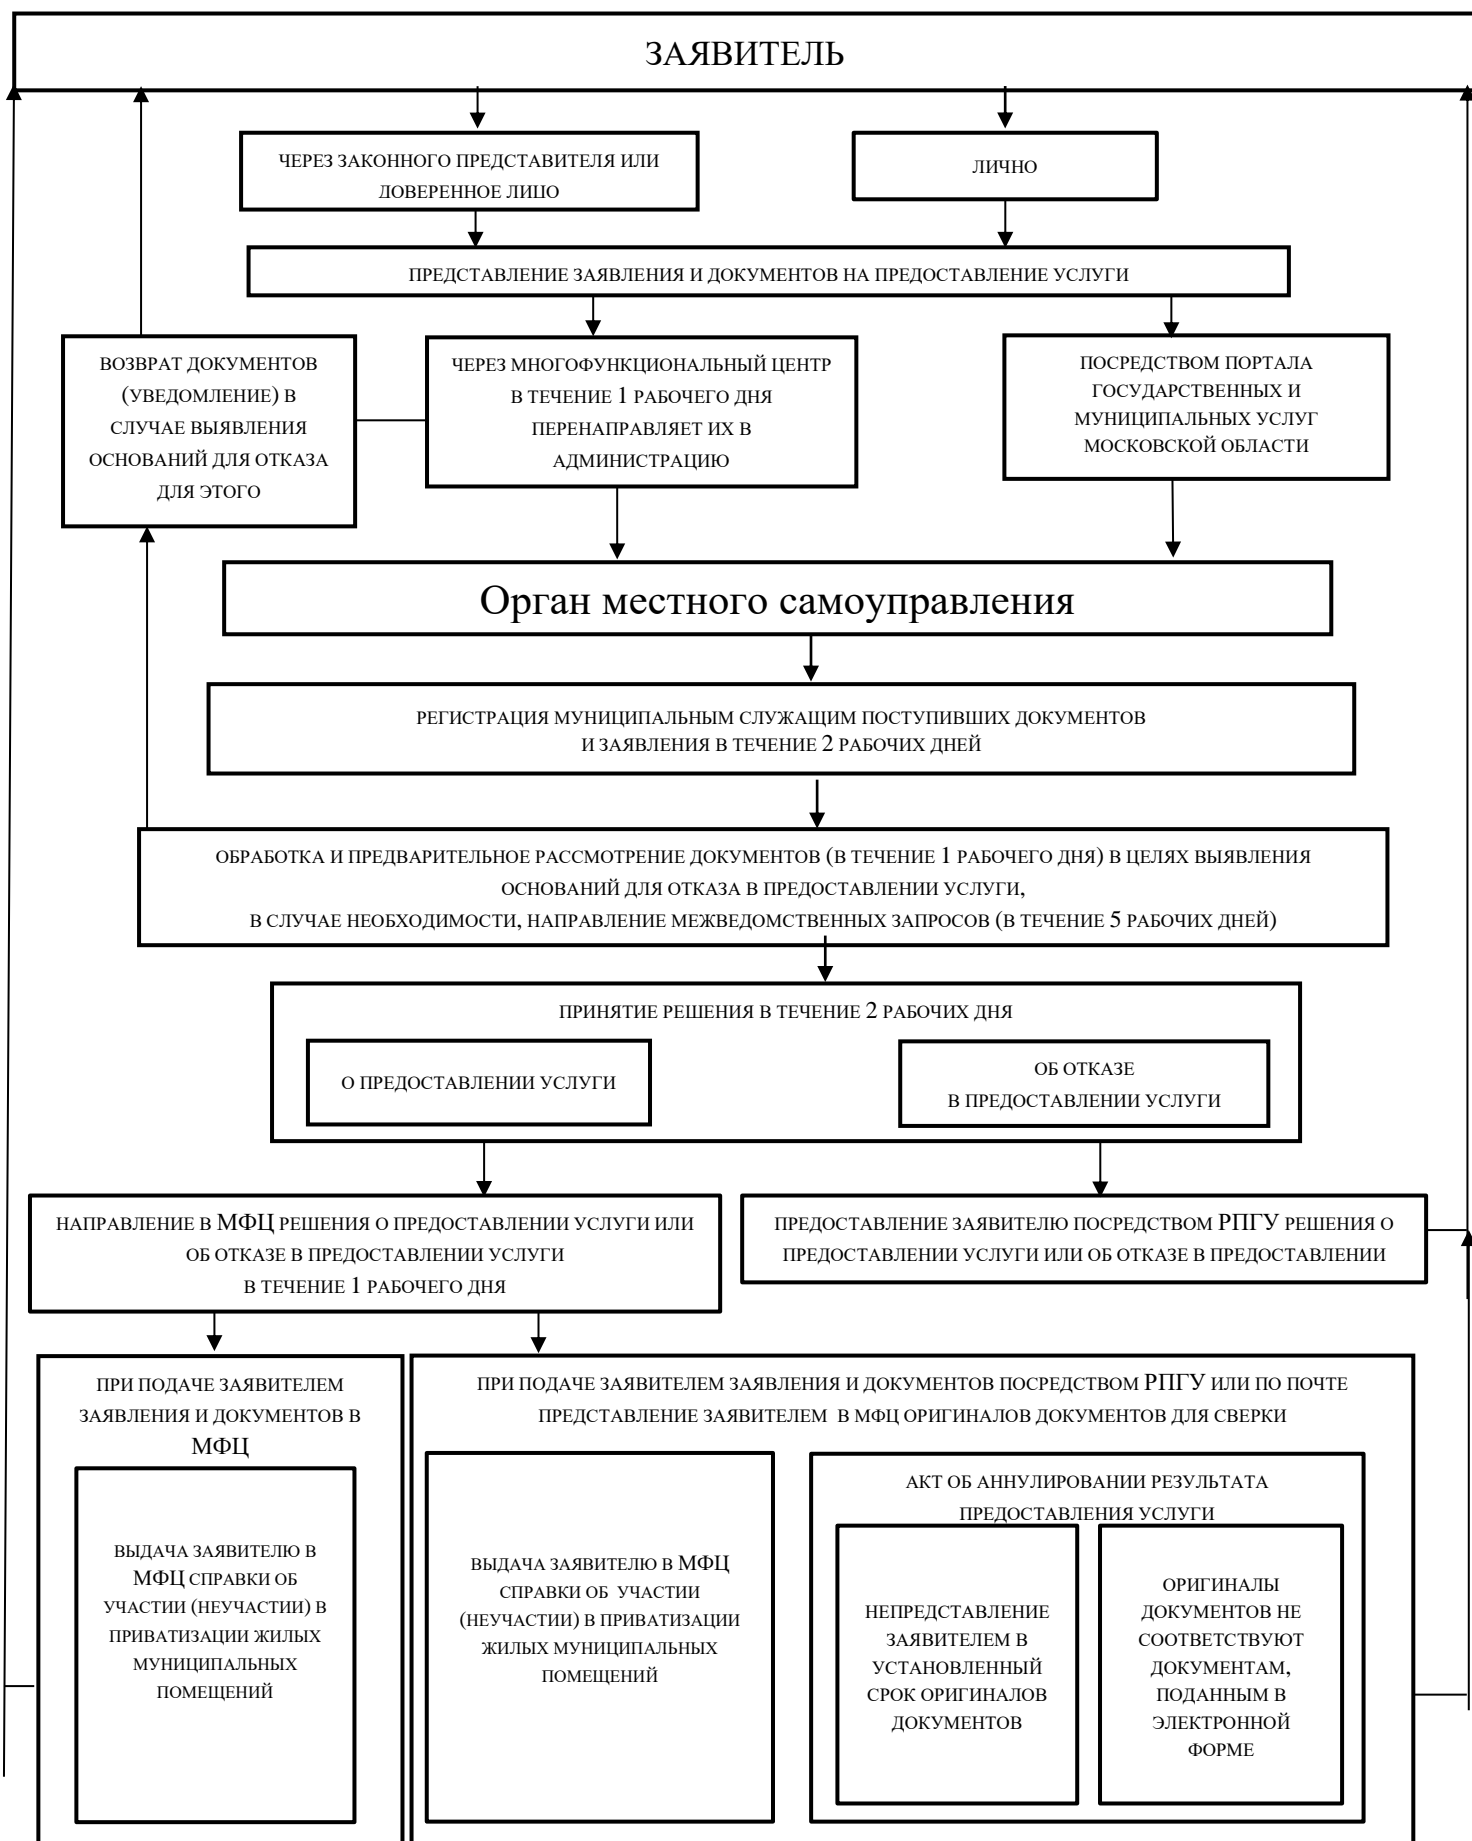 ЗАЯВИТЕЛЬ
ЧЕРЕЗ ЗАКОННОГО ПРЕДСТАВИТЕЛЯ ИЛИ
ДОВЕРЕННОЕ ЛИЦО
ЛИЧНО
ПРЕДСТАВЛЕНИЕ ЗАЯВЛЕНИЯ И ДОКУМЕНТОВ НА ПРЕДОСТАВЛЕНИЕ УСЛУГИ
ВОЗВРАТ ДОКУМЕНТОВ
(УВЕДОМЛЕНИЕ) В
СЛУЧАЕ ВЫЯВЛЕНИЯ
ОСНОВАНИЙ ДЛЯ ОТКАЗА
ДЛЯ ЭТОГО
ЧЕРЕЗ МНОГОФУНКЦИОНАЛЬНЫЙ ЦЕНТР
В ТЕЧЕНИЕ 1 РАБОЧЕГО ДНЯ
ПЕРЕНАПРАВЛЯЕТ ИХ В
АДМИНИСТРАЦИЮ
ПОСРЕДСТВОМ ПОРТАЛА
ГОСУДАРСТВЕННЫХ И
МУНИЦИПАЛЬНЫХ УСЛУГ
МОСКОВСКОЙ ОБЛАСТИ
Орган местного самоуправления
РЕГИСТРАЦИЯ МУНИЦИПАЛЬНЫМ СЛУЖАЩИМ ПОСТУПИВШИХ ДОКУМЕНТОВ
И ЗАЯВЛЕНИЯ В ТЕЧЕНИЕ 2 РАБОЧИХ ДНЕЙ
ОБРАБОТКА И ПРЕДВАРИТЕЛЬНОЕ РАССМОТРЕНИЕ ДОКУМЕНТОВ (В ТЕЧЕНИЕ 1 РАБОЧЕГО ДНЯ) В ЦЕЛЯХ ВЫЯВЛЕНИЯ
ОСНОВАНИЙ ДЛЯ ОТКАЗА В ПРЕДОСТАВЛЕНИИ УСЛУГИ,
В СЛУЧАЕ НЕОБХОДИМОСТИ, НАПРАВЛЕНИЕ МЕЖВЕДОМСТВЕННЫХ ЗАПРОСОВ (В ТЕЧЕНИЕ 5 РАБОЧИХ ДНЕЙ)
ПРИНЯТИЕ РЕШЕНИЯ В ТЕЧЕНИЕ 2 РАБОЧИХ ДНЯ
О ПРЕДОСТАВЛЕНИИ УСЛУГИ
ОБ ОТКАЗЕ
В ПРЕДОСТАВЛЕНИИ УСЛУГИ
НАПРАВЛЕНИЕ В МФЦ РЕШЕНИЯ О ПРЕДОСТАВЛЕНИИ УСЛУГИ ИЛИ
ОБ ОТКАЗЕ В ПРЕДОСТАВЛЕНИИ УСЛУГИ
В ТЕЧЕНИЕ 1 РАБОЧЕГО ДНЯ
ПРЕДОСТАВЛЕНИЕ ЗАЯВИТЕЛЮ ПОСРЕДСТВОМ РПГУ РЕШЕНИЯ О
ПРЕДОСТАВЛЕНИИ УСЛУГИ ИЛИ ОБ ОТКАЗЕ В ПРЕДОСТАВЛЕНИИ
ПРИ ПОДАЧЕ ЗАЯВИТЕЛЕМ
ЗАЯВЛЕНИЯ И ДОКУМЕНТОВ В
МФЦ
ВЫДАЧА ЗАЯВИТЕЛЮ В
МФЦ СПРАВКИ ОБ
УЧАСТИИ (НЕУЧАСТИИ) В
ПРИВАТИЗАЦИИ ЖИЛЫХ
МУНИЦИПАЛЬНЫХ
ПОМЕЩЕНИЙ
ПРИ ПОДАЧЕ ЗАЯВИТЕЛЕМ ЗАЯВЛЕНИЯ И ДОКУМЕНТОВ ПОСРЕДСТВОМ РПГУ ИЛИ ПО ПОЧТЕ
ПРЕДСТАВЛЕНИЕ ЗАЯВИТЕЛЕМ В МФЦ ОРИГИНАЛОВ ДОКУМЕНТОВ ДЛЯ СВЕРКИ
ВЫДАЧА ЗАЯВИТЕЛЮ В МФЦ
СПРАВКИ ОБ УЧАСТИИ
(НЕУЧАСТИИ) В ПРИВАТИЗАЦИИ
ЖИЛЫХ МУНИЦИПАЛЬНЫХ
ПОМЕЩЕНИЙ
АКТ ОБ АННУЛИРОВАНИИ РЕЗУЛЬТАТА
ПРЕДОСТАВЛЕНИЯ УСЛУГИ
НЕПРЕДСТАВЛЕНИЕ
ЗАЯВИТЕЛЕМ В
УСТАНОВЛЕННЫЙ
СРОК ОРИГИНАЛОВ
ДОКУМЕНТОВ
ОРИГИНАЛЫ
ДОКУМЕНТОВ НЕ
СООТВЕТСТВУЮТ
ДОКУМЕНТАМ,
ПОДАННЫМ В
ЭЛЕКТРОННОЙ
ФОРМЕ